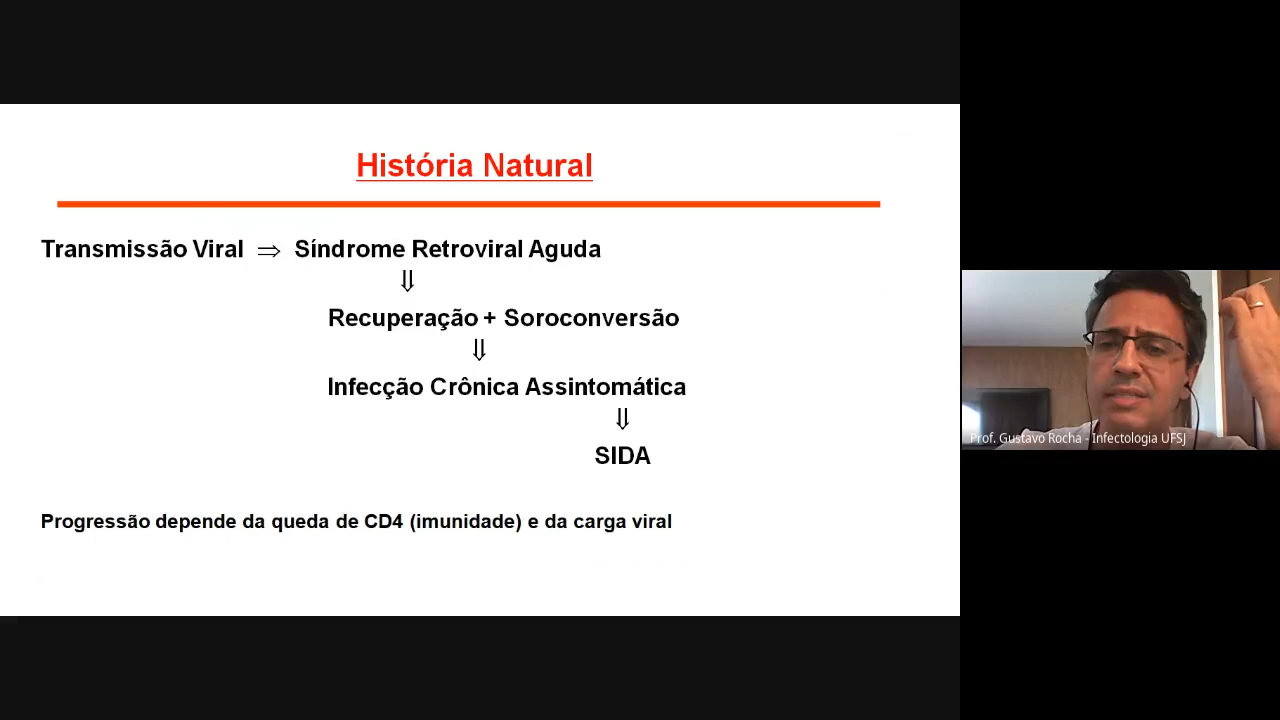 História Natural
Transmissão Viral ⇒ Síndrome Retroviral Aguda
⇓
Recuperação + Soroconversão
⇓
Infecção Crônica Assintomática
⇓
SIDA
Progressão depende da queda de CD4 (imunidade) e da carga viral
Prof. Gustavo Rocha - Infectologia UFSJ